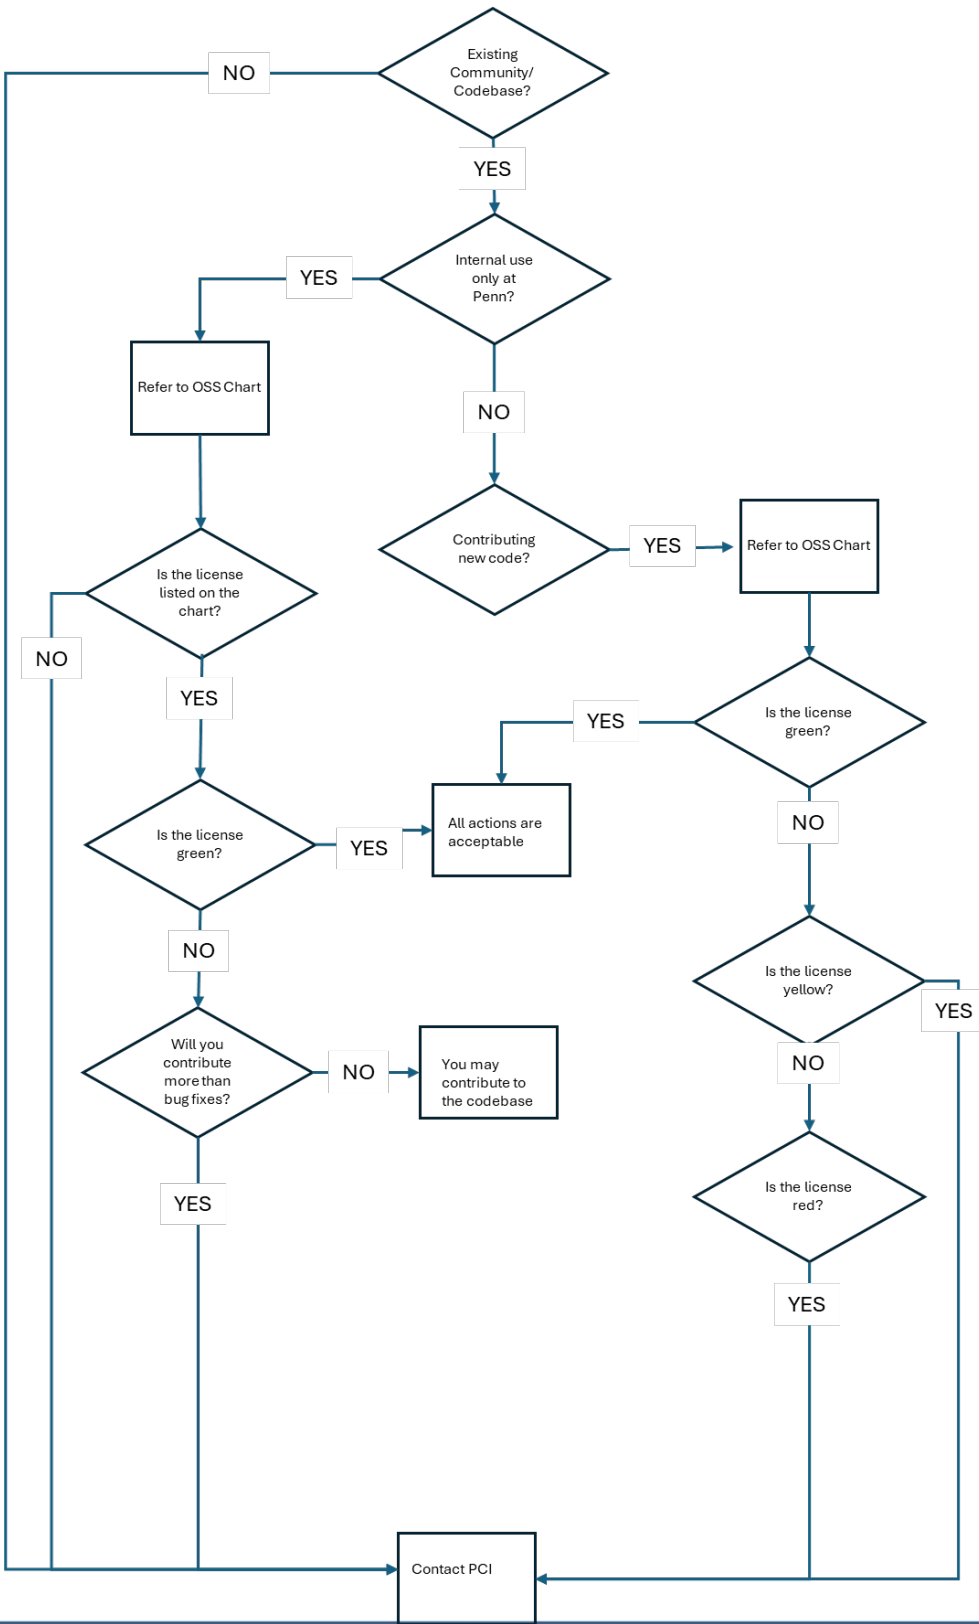 Existing
Community/
Codebase?
NO
YES
Internal use
only at
Penn?
YES
Refer to OSS Chart
NO
Contributing
new code?
YES
Refer to OSS Chart
Is the license
listed on the
chart?
NO
YES
Is the license
green?
YES
NO
All actions are
acceptable
Is the license
green?
YES
NO
Is the license
yellow?
YES
NO
Will you
contribute
more than
bug fixes?
NO
You may
contribute to
the codebase
YES
Is the license
red?
YES
Contact PCI